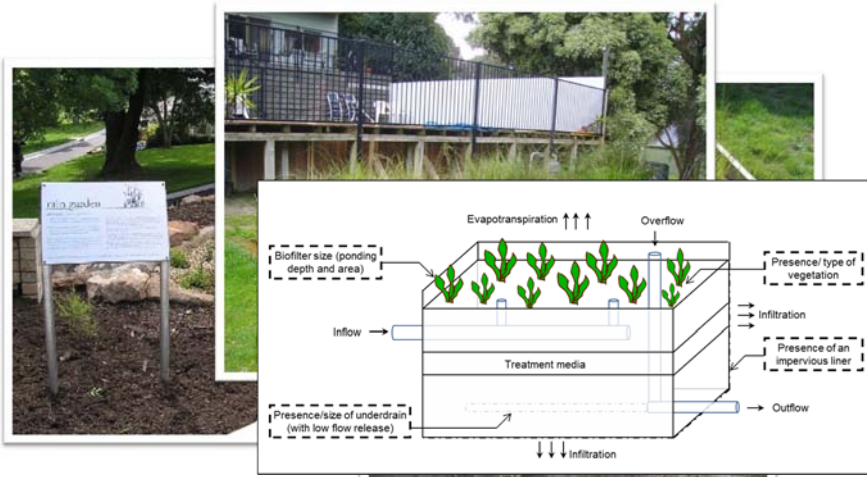 rain garden
Evapotranspiration
Overflow
Biofilter size (ponding
depth and area)
Presence/ type of
vegetation
Infiltration
Inflow
Presence of an
impervious liner
Treatment media
Presence/size of underdrain
(with low flow release)
Outflow
Infiltration